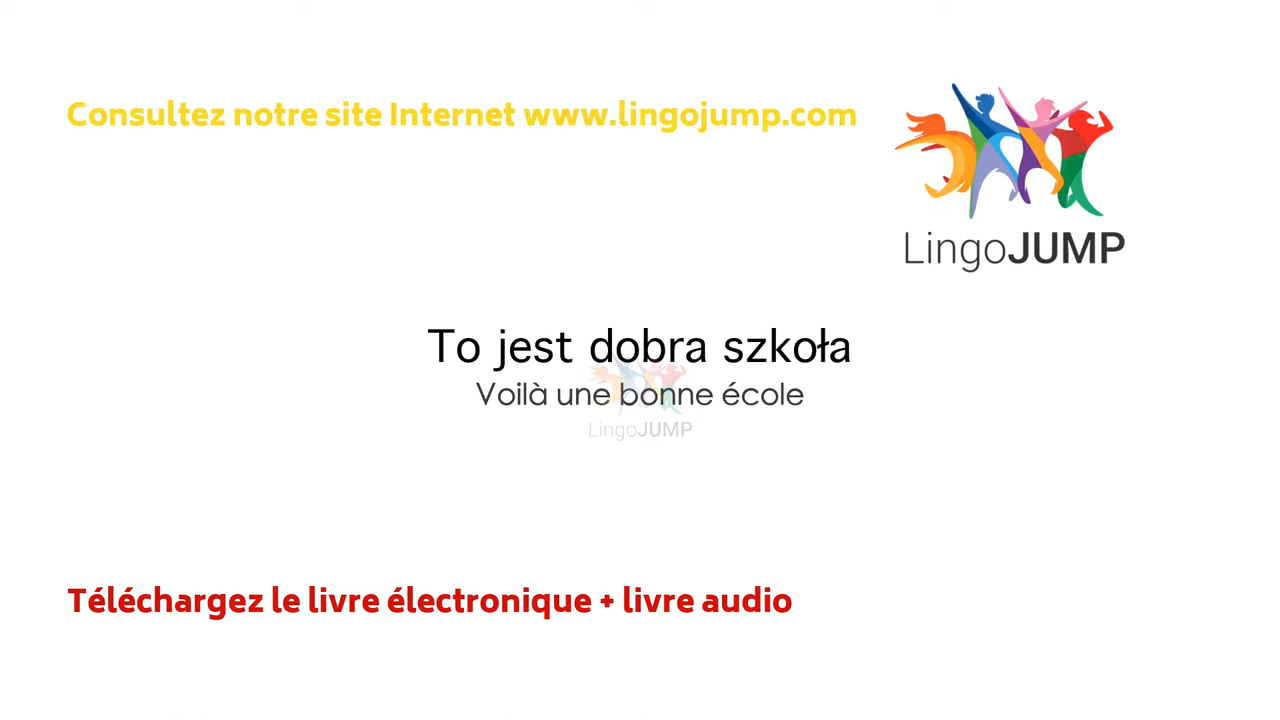 Consultez notre site Internet www.lingojump.com
LingoJUMP
To jest dobra szkoła
Voilà une bonne école
LingoJUMP
Téléchargez le livre électronique + livre audio